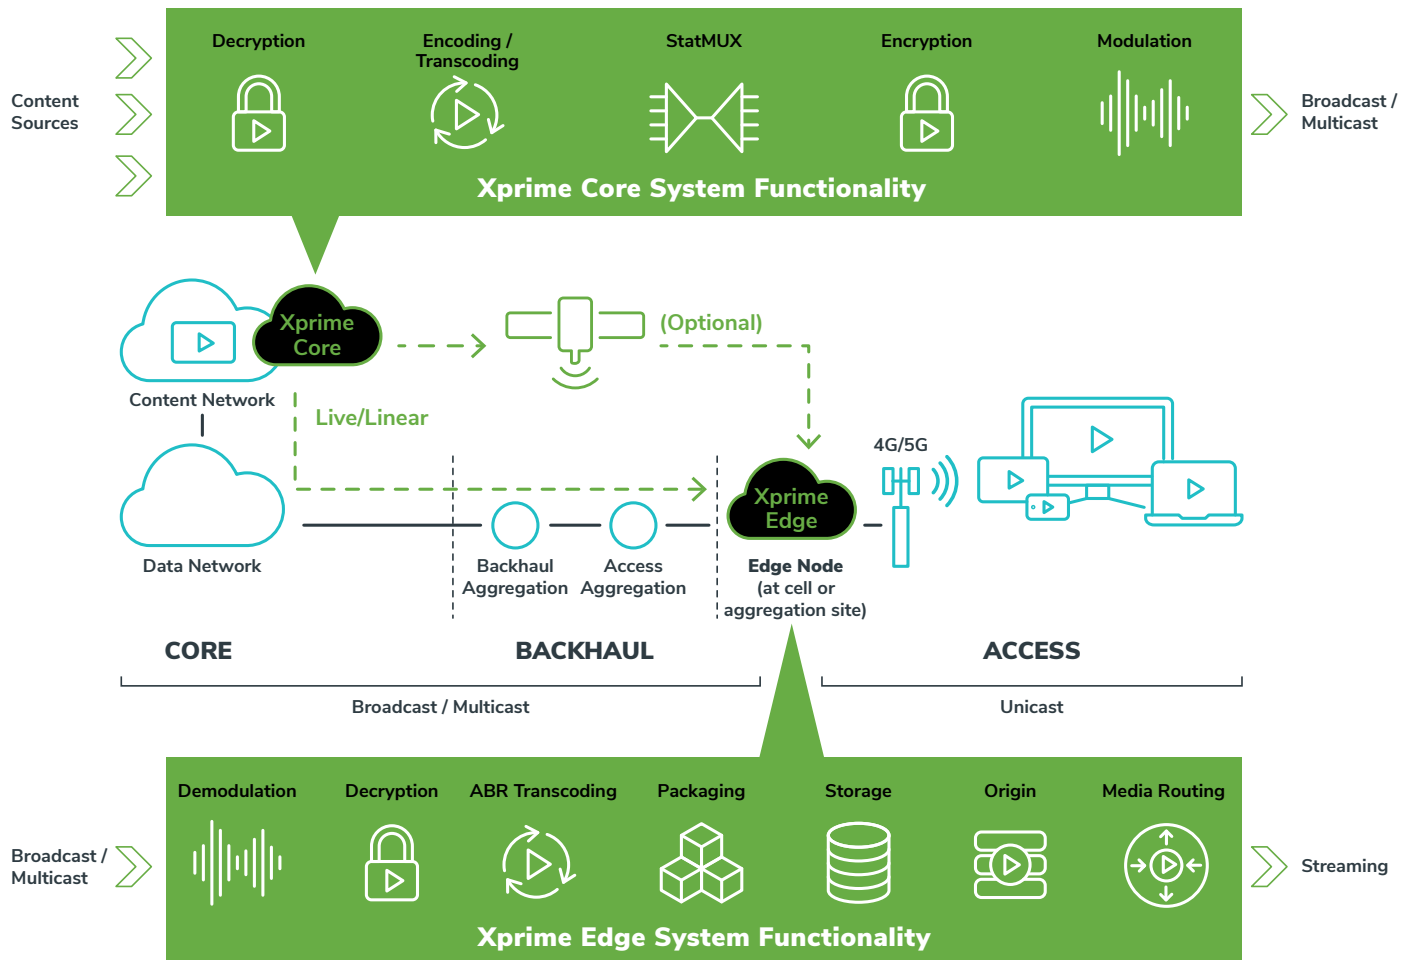 Decryption
Encoding /
Transcoding
StatMUX
Encryption
Modulation
Content
Sources
Broadcast /
Multicast
Xprime Core System Functionality
Xprime
Core
(Optional)
Content Network
Live/Linear
4G/5G
Xprime
Edge
Data Network
Backhaul
Aggregation
Access
Aggregation
Edge Node
(at cell or
aggregation site)
CORE
BACKHAUL
ACCESS
Broadcast / Multicast
Unicast
Demodulation
Decryption
ABR Transcoding
Packaging
Storage
Origin
Media Routing
Broadcast /
Multicast
Streaming
Xprime Edge System Functionality